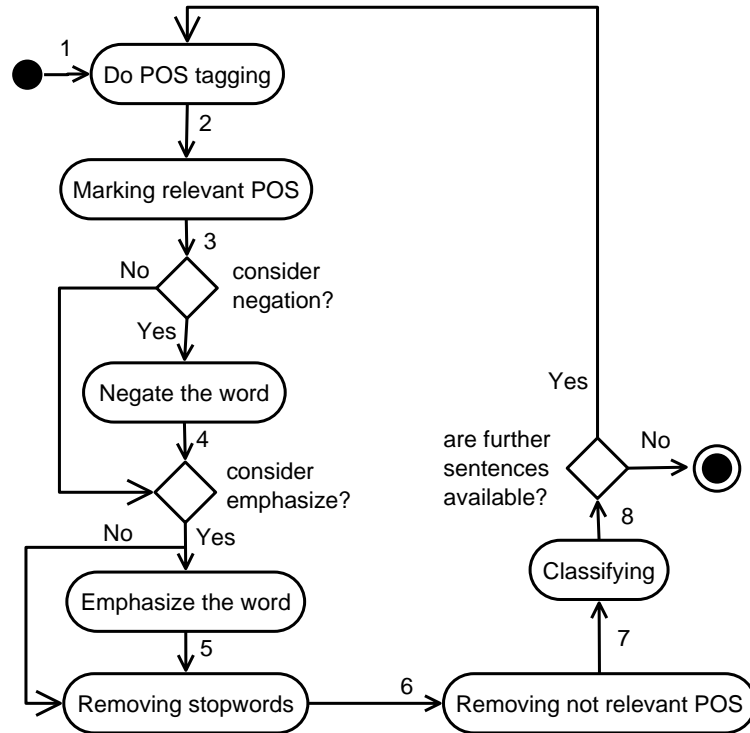 1
Do POS tagging
2
Marking relevant POS
3
No
consider
negation?
Yes
Negate the word
4
consider
emphasize?
No
Yes
Emphasize the word
5
Removing stopwords
6
Removing not relevant POS
7
Classifying
8
are further
sentences
available?
No
Yes